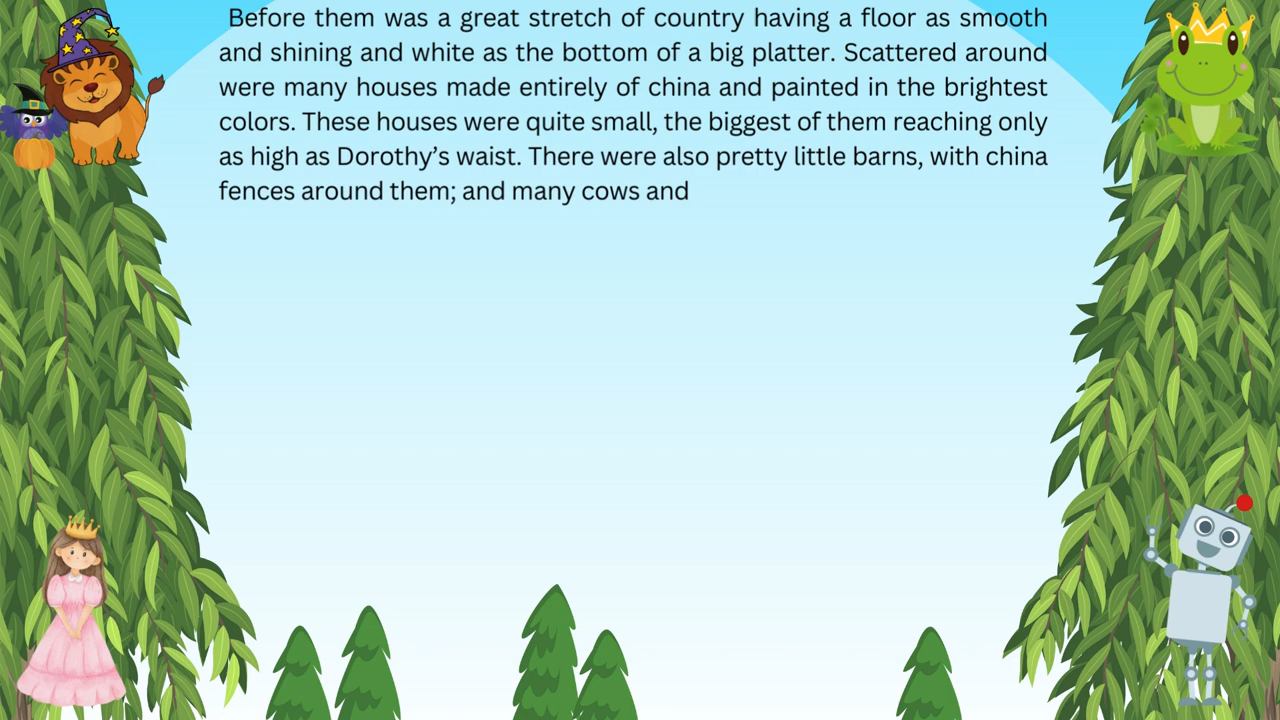 Before them was a great stretch of country having a floor as smooth
and shining and white as the bottom of a big platter. Scattered around
were many houses made entirely of china and painted in the brightest
colors. These houses were quite small, the biggest of them reaching only
as high as Dorothy’s waist. There were also pretty little barns, with china
fences around them; and many cows and